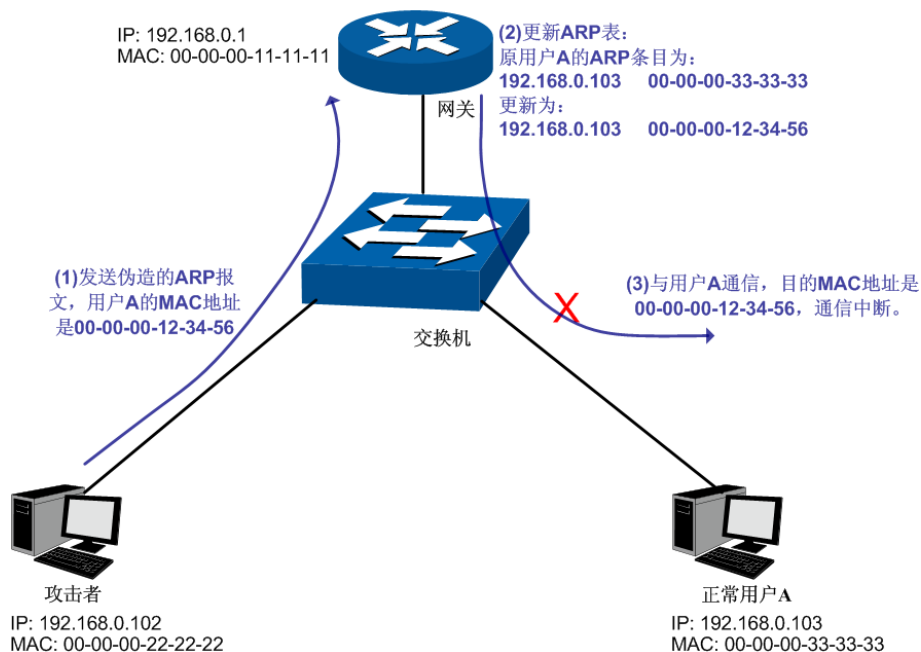 IP: 192.168.0.1
MAC: 00-00-00-11-11-11
(2)更新ARP表：
原用户A的ARP条目为：
192.168.0.103 00-00-00-33-33-33
更新为：
192.168.0.103 00-00-00-12-34-56
网关
(1)发送伪造的ARP报
文，用户A的MAC地址
是00-00-00-12-34-56
(3)与用户A通信，目的MAC地址是
00-00-00-12-34-56，通信中断。
X
交换机
攻击者
IP: 192.168.0.102
MAC: 00-00-00-22-22-22
正常用户A
IP: 192.168.0.103
MAC: 00-00-00-33-33-33